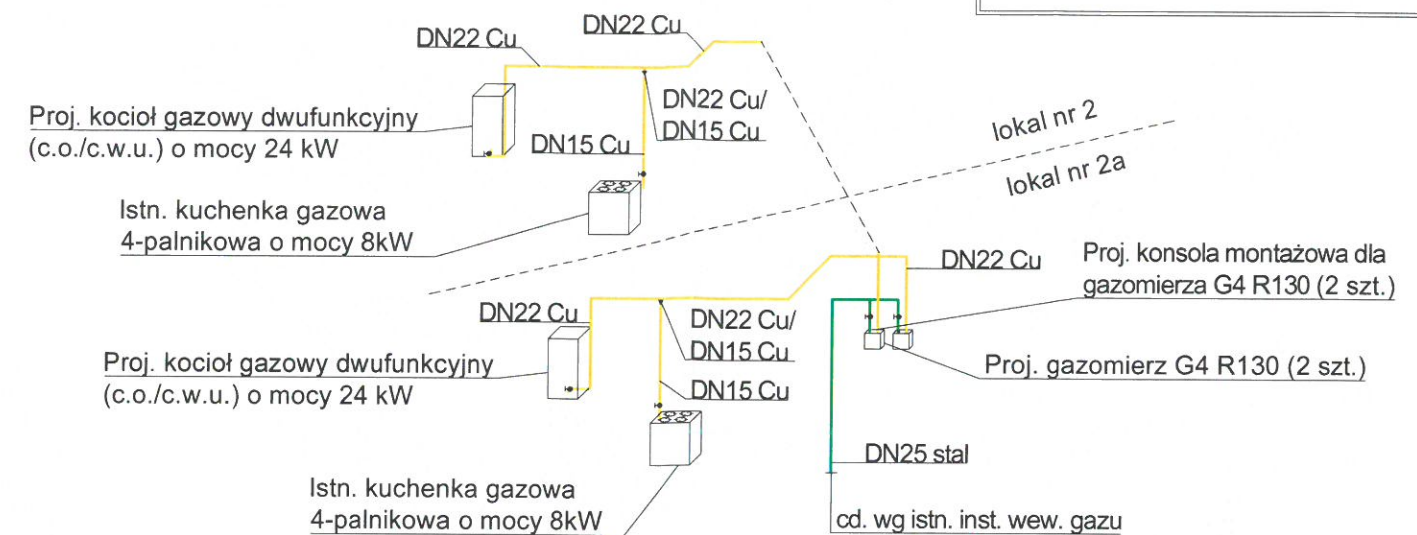 DN22 Cu
DN22 Cu
Proj. kocioł gazowy dwufunkcyjny
(c.o./c.w.u.) o mocy 24 kW
DN22 Cu/
DN15 Cu
DN15 Cu
Istn. kuchenka gazowa
4-palnikowa o mocy 8kW
lokal nr 2
lokal nr 2a
DN22 Cu
Proj. konsola montażowa dla
gazomierza G4 R130 (2 szt.)
Proj. gazomierz G4 R130 (2 szt.)
DN22 Cu
DN22 Cu/
DN15 Cu
Proj. kocioł gazowy dwufunkcyjny
(c.o./c.w.u.) o mocy 24 kW
DN15 Cu
Istn. kuchenka gazowa
4-palnikowa o mocy 8kW
DN25 stal
cd. wg istn. inst. wew. gazu